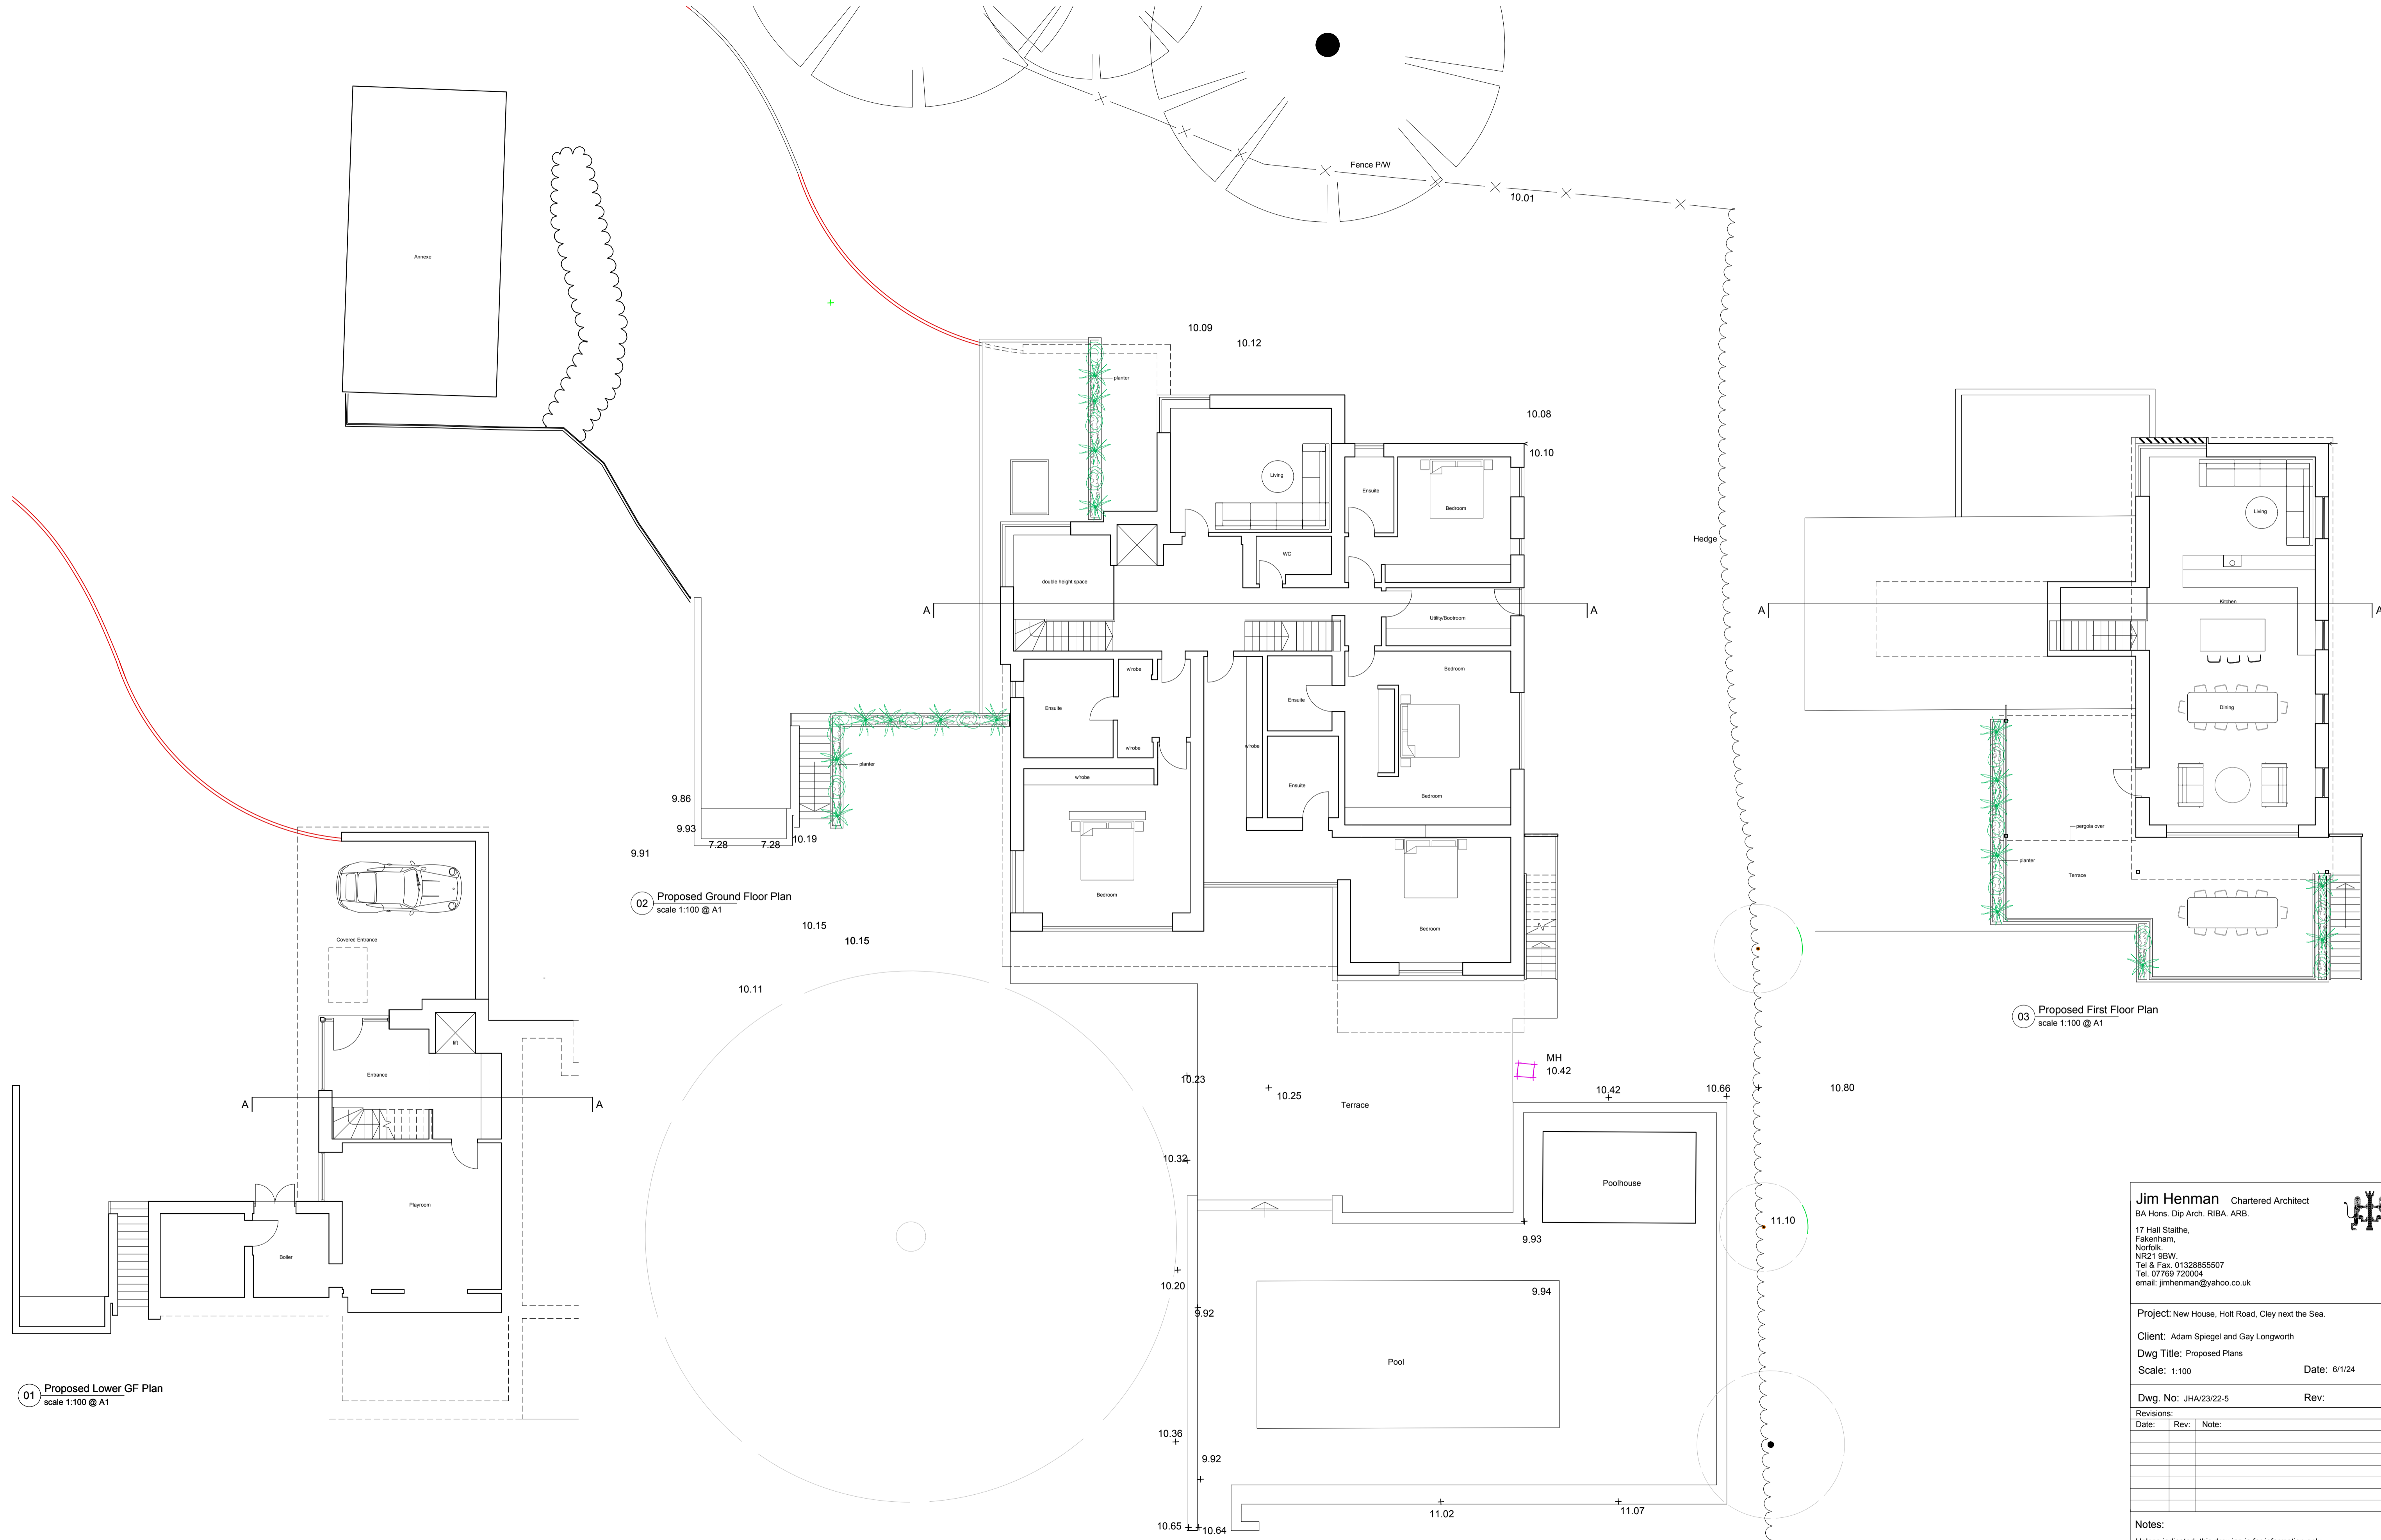 Annexe
Fence P/W
10.01
10.09
10.12
planter
10.08
10.10
Living
Ensuite
Bedroom
WC
double height space
Hedge
A
A
Utility/Bootroom
w'robe
Bedroom
Ensuite
Ensuite
w'robe
w'robe
planter
w'robe
Ensuite
Bedroom
9.86
9.93
9.91
7.28
7.28
10.19
Bedroom
Bedroom
02
Proposed Ground Floor Plan
scale 1:100 @ A1
10.15
10.15
10.11
MH
10.42
10.23
10.25
Terrace
10.42
10.66
10.80
10.32
Poolhouse
11.10
9.93
10.20
9.94
9.92
Pool
10.36
9.92
11.02
11.07
10.65
10.64
Covered Entrance
lift
Entrance
A
A
Playroom
Boiler
01
Proposed Lower GF Plan
scale 1:100 @ A1
Living
Kitchen
A
A
Dining
pergola over
planter
Terrace
03
Proposed First Floor Plan
scale 1:100 @ A1
Jim Henman Chartered Architect
BA Hons. Dip Arch. RIBA. ARB.
17 Hall Staithe,
Fakenham,
Norfolk.
NR21 9BW.
Tel & Fax. 01328855507
Tel. 07769 720004
email: jimhenman@yahoo.co.uk
Project: New House, Holt Road, Cley next the Sea.
Client: Adam Spiegel and Gay Longworth
Dwg Title: Proposed Plans
Scale: 1:100 Date: 6/1/24
Dwg. No: JHA/23/22-5 Rev:
Revisions:
Date: Rev: Note:
Notes: